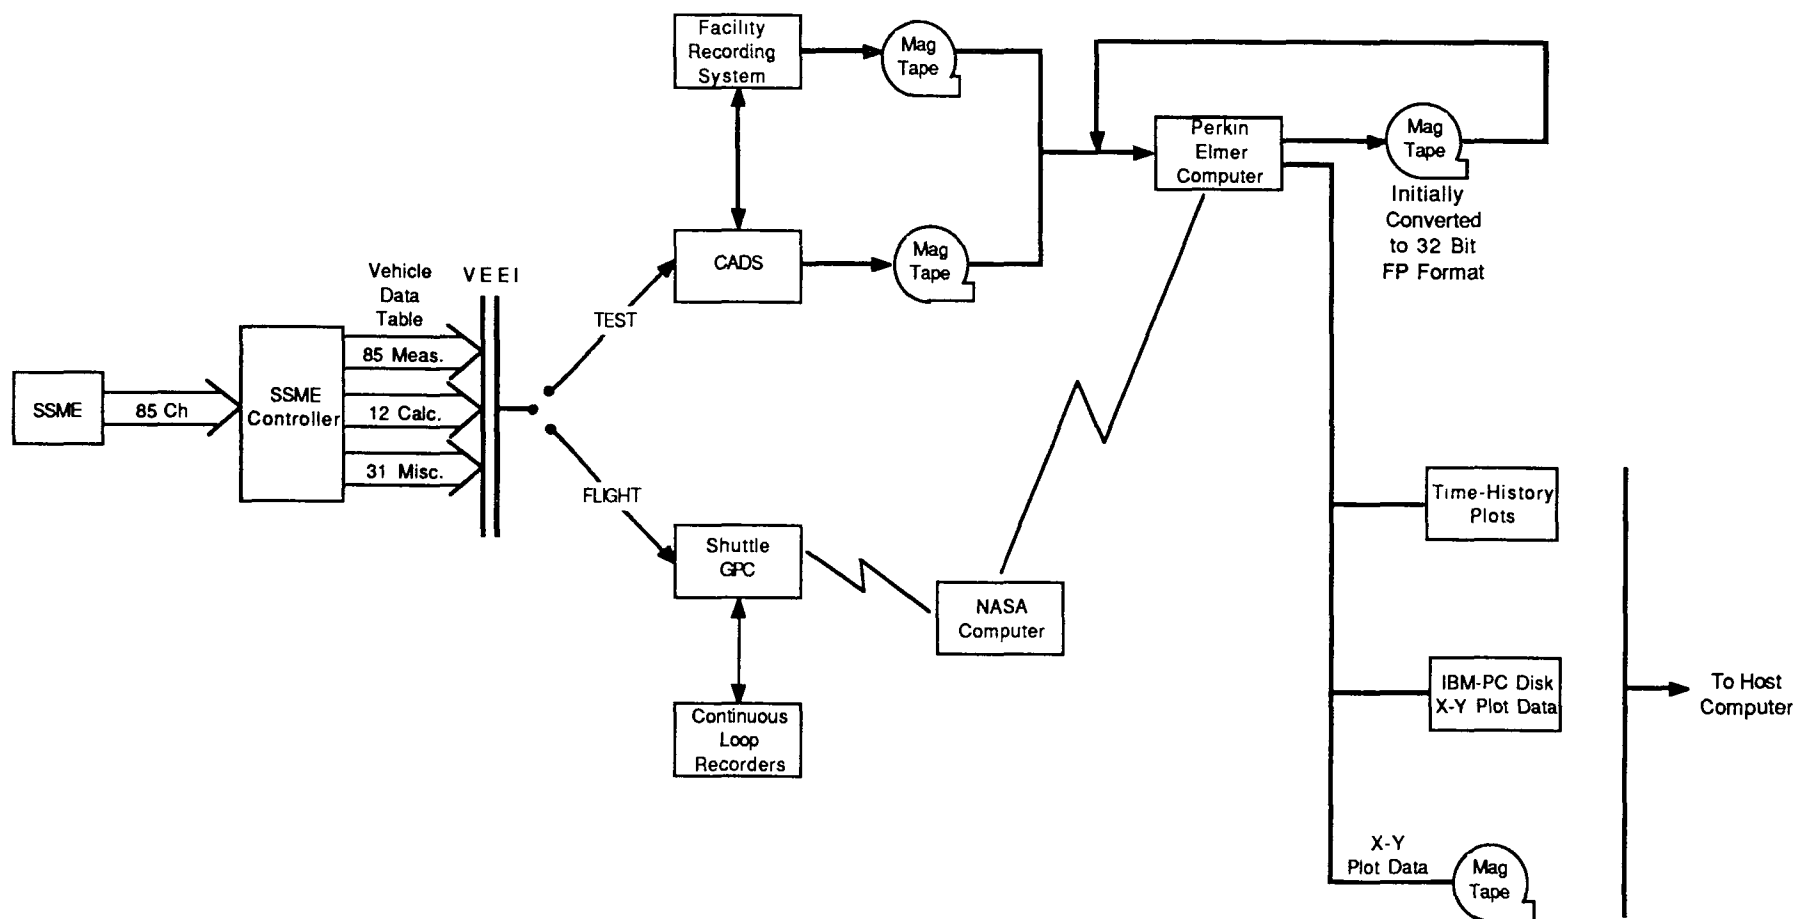 Facility
Recording
System
Mag
Tape
Perkin
Elmer
Computer
Mag
Tape
Initially
Converted
to 32 Bit
FP Format
CADS
Mag
Tape
Vehicle
Data
Table
VEEI
TEST
SSME
85 Ch
SSME
Controller
85 Meas.
12 Calc.
31 Misc.
FLIGHT
Shuttle
GPC
NASA
Computer
Continuous
Loop
Recorders
Time-History
Plots
IBM-PC Disk
X-Y Plot Data
To Host
Computer
X-Y
Plot Data
Mag
Tape